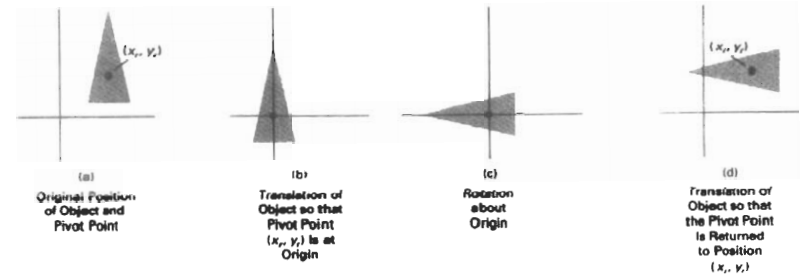 (xᵣ, yᵣ)
(xᵣ, yᵣ)
(a)
Original Position
of Object and
Pivot Point
(b)
Translation of
Object so that
Pivot Point
(xᵣ, yᵣ) is at
Origin
(c)
Rotation
about
Origin
(d)
Translation of
Object so that
the Pivot Point
Is Returned
to Position
(xᵣ, yᵣ)